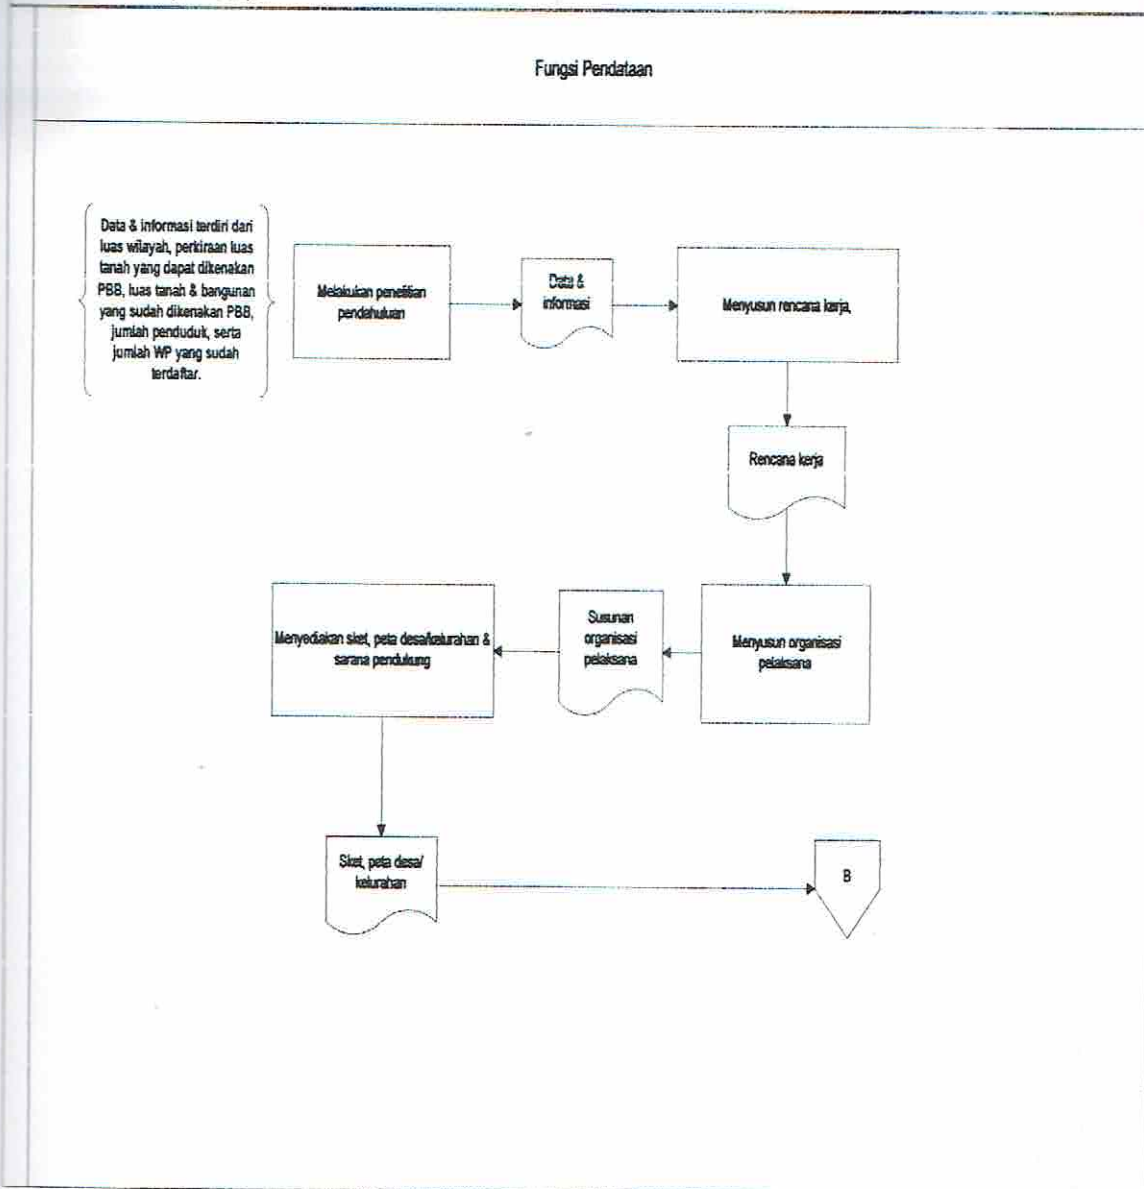 Fungsi Pendataan
Data & informasi terdiri dari
luas wilayah, perkiraan luas
tanah yang dapat dikenakan
PBB, luas tanah & bangunan
yang sudah dikenakan PBB,
jumlah penduduk, serta
jumlah WP yang sudah
terdaftar.
Melakukan penelitian
pendahuluan
Data &
informasi
Menyusun rencana kerja,
Rencana kerja
Menyusun organisasi
pelaksana
Susunan
organisasi
pelaksana
Menyediakan sket, peta desa/kelurahan &
sarana pendukung
Sket, peta desa/
kelurahan
B